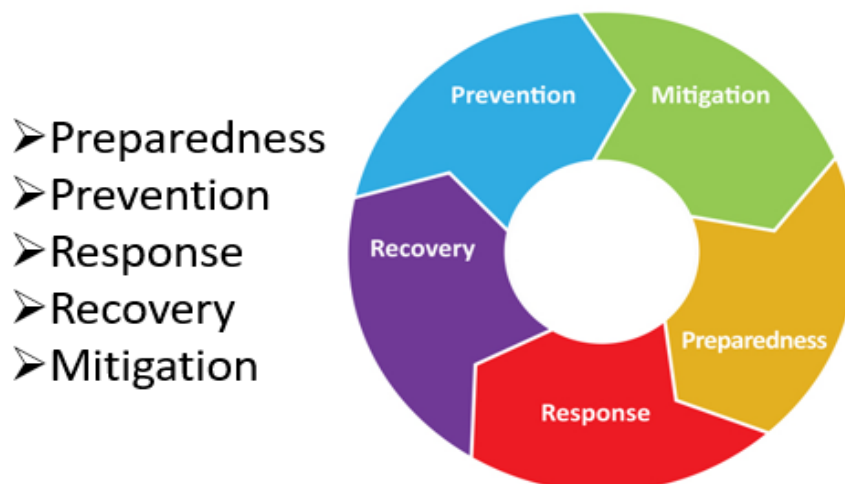 ➢Preparedness
➢Prevention
➢Response
➢Recovery
➢Mitigation
Prevention
Mitigation
Preparedness
Response
Recovery